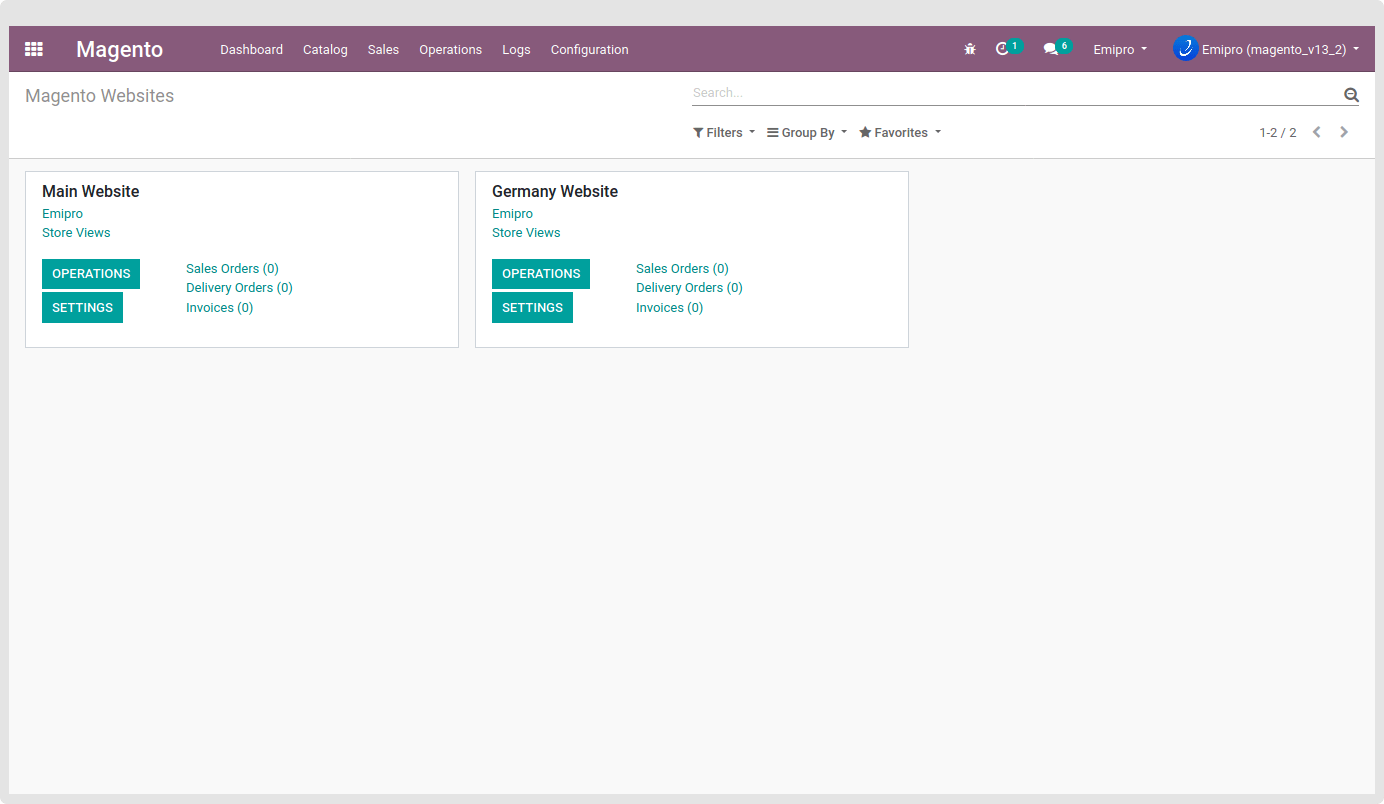 Magento Dashboard Catalog Sales Operations Logs Configuration 1 6 Emipro Emipro (magento_v13_2)
Magento Websites Search...
Filters Group By Favorites 1-2 / 2
Main Website
Emipro
Store Views
OPERATIONS
SETTINGS
Sales Orders (0)
Delivery Orders (0)
Invoices (0)
Germany Website
Emipro
Store Views
OPERATIONS
SETTINGS
Sales Orders (0)
Delivery Orders (0)
Invoices (0)